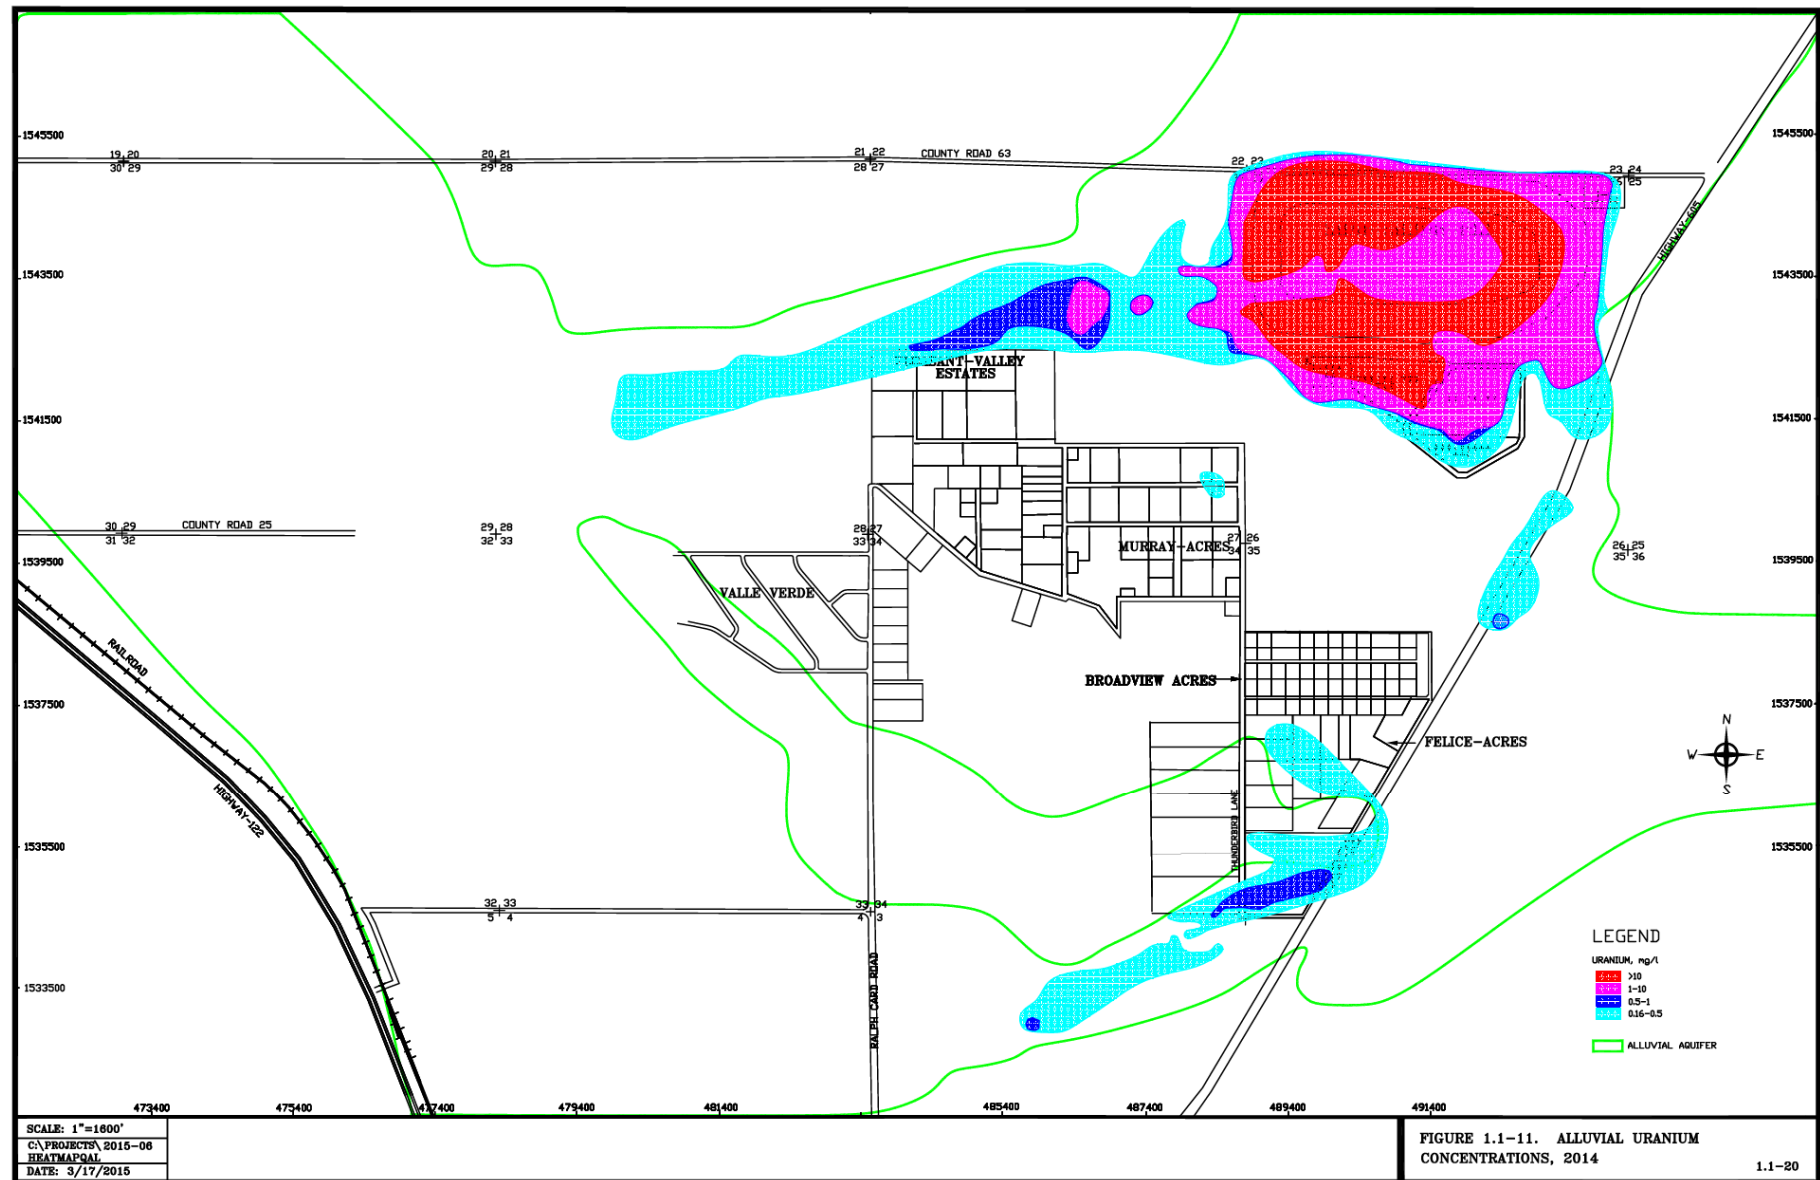 1545500
1545500
19 20
30 29
20 21
29 28
21 22
28 27
COUNTY ROAD 63
22 23
23 24
25
HIGHWAY-605
1543500
1543500
ANT-VALLEY
ESTATES
1541500
1541500
30 29
31 32
COUNTY ROAD 25
29 28
32 33
28 27
33 34
MURRAY-ACRES
27 26
34 35
26 25
35 36
1539500
1539500
VALLE VERDE
RAILROAD
BROADVIEW ACRES
1537500
1537500
FELICE-ACRES
N
W E
S
HIGHWAY-122
THUNDERBIRD LANE
1535500
1535500
32 33
5 4
33 34
4 3
RALPH CARD ROAD
1533500
LEGEND
URANIUM, mg/l
>10
1-10
0.5-1
0.16-0.5
ALLUVIAL AQUIFER
473400
475400
477400
479400
481400
485400
487400
489400
491400
SCALE: 1"=1600'
C:\PROJECTS\2015-06
HEATMAPQAL
DATE: 3/17/2015
FIGURE 1.1-11. ALLUVIAL URANIUM
CONCENTRATIONS, 2014
1.1-20